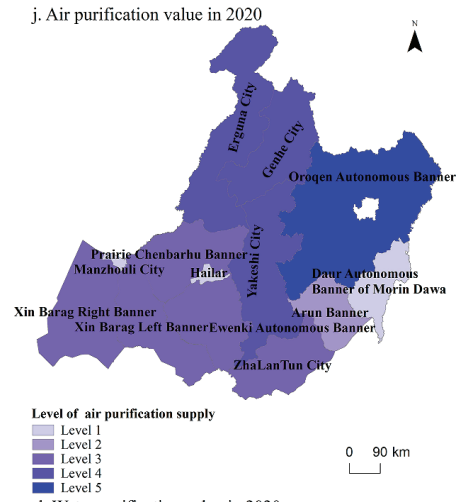 j. Air purification value in 2020
N
Erguna City
Genhe City
Oroqen Autonomous Banner
Prairie Chenbarhu Banner
Manzhouli City
Hailar
Yakeshi City
Daur Autonomous
Banner of Morin Dawa
Xin Barag Right Banner
Arun Banner
Xin Barag Left Banner
Ewenki Autonomous Banner
ZhaLanTun City
Level of air purification supply
Level 1
Level 2
Level 3
Level 4
Level 5
0 90 km